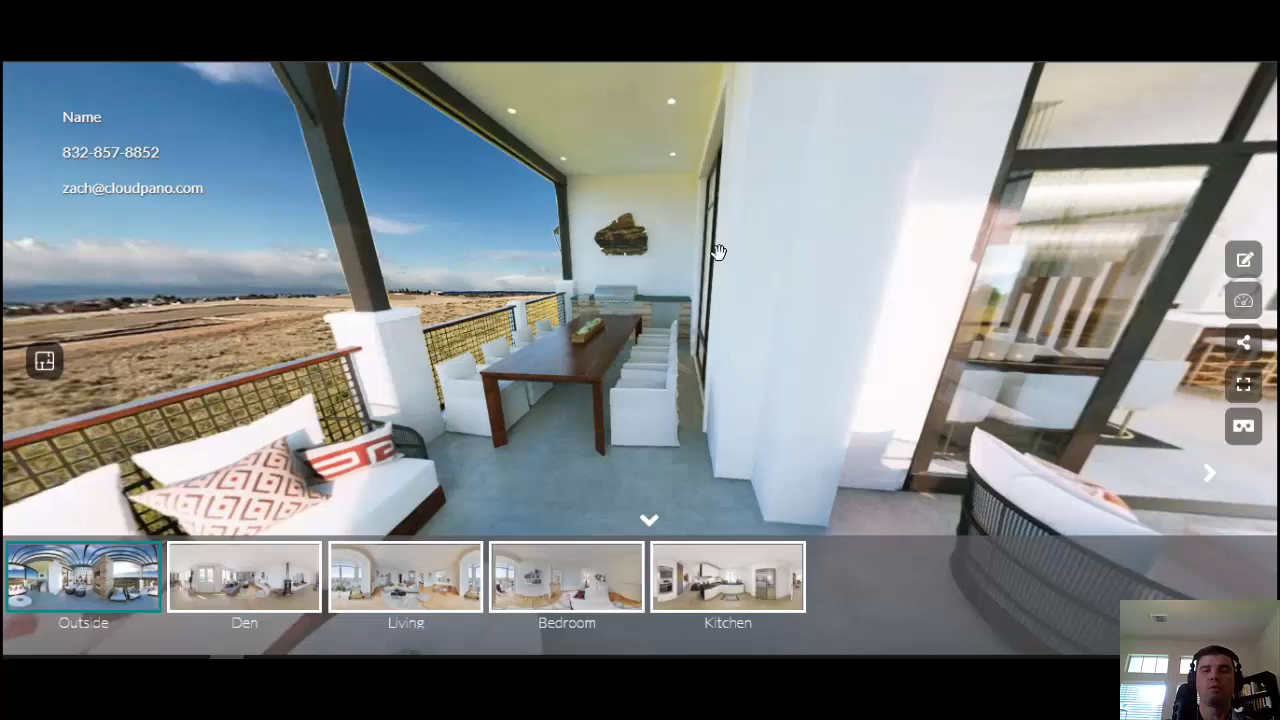 Name
832-857-8852
zach@cloudpano.com
Outside
Den
Living
Bedroom
Kitchen